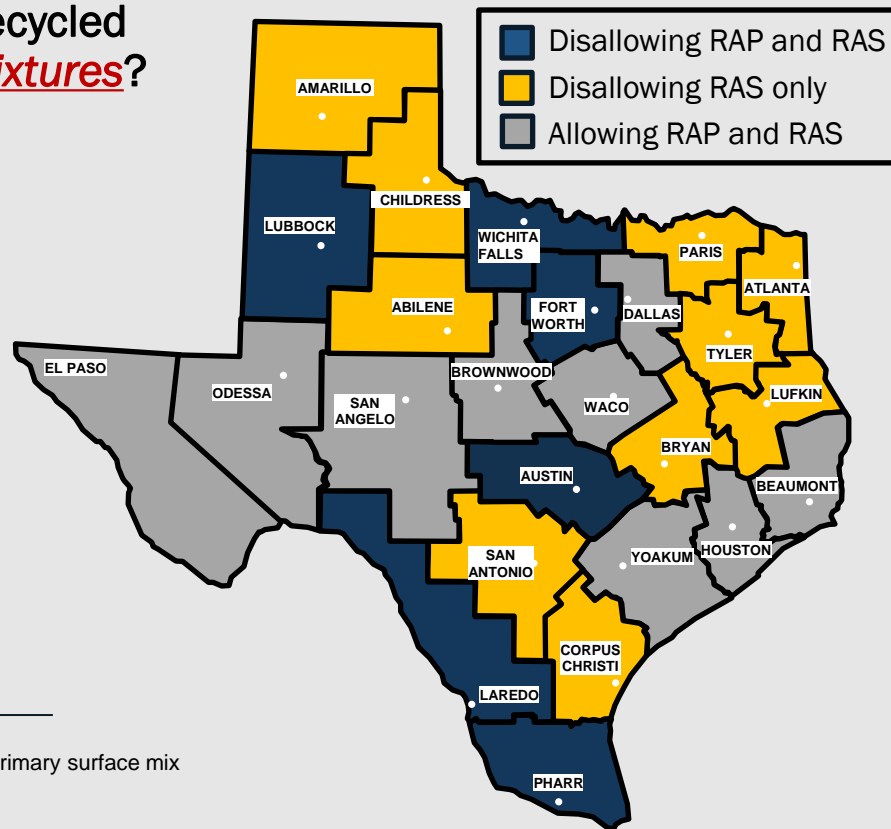 ecycled
ixtures?
Disallowing RAP and RAS
Disallowing RAS only
Allowing RAP and RAS
AMARILLO
CHILDRESS
LUBBOCK
WICHITA
FALLS
PARIS
ATLANTA
ABILENE
FORT
WORTH
DALLAS
TYLER
EL PASO
ODESSA
SAN
ANGELO
BROWNWOOD
WACO
LUFKIN
BRYAN
AUSTIN
BEAUMONT
SAN
ANTONIO
YOAKUM
HOUSTON
CORPUS
CHRISTI
LAREDO
rimary surface mix
PHARR